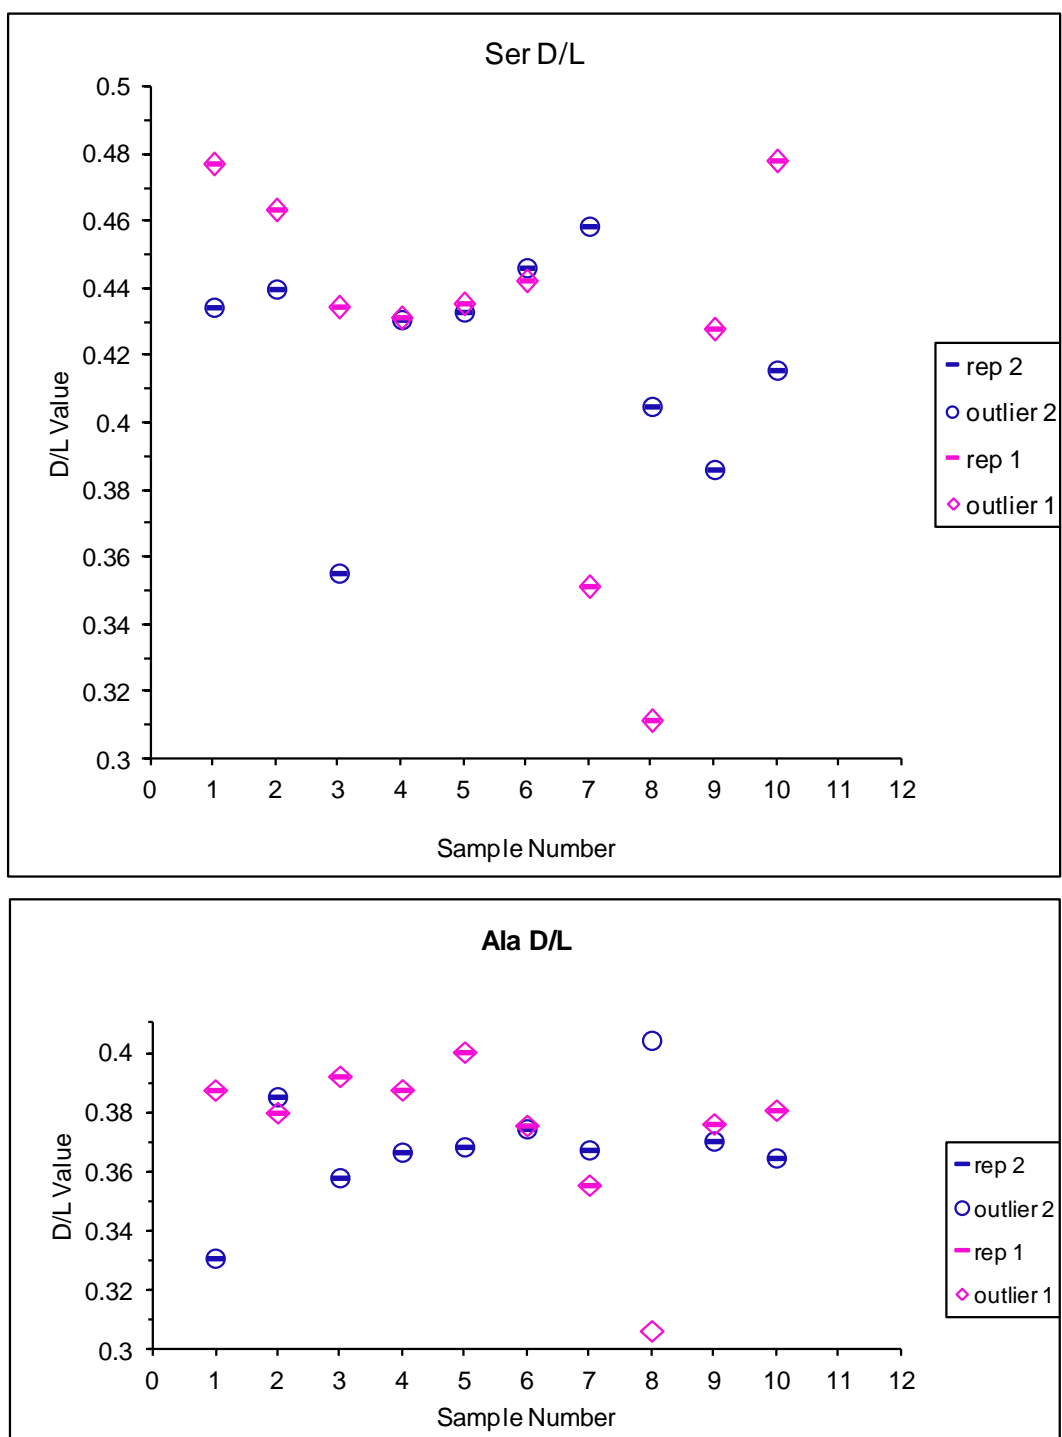 Ser D/L
0.5
0.48
0.46
0.44
0.42
0.4
0.38
0.36
0.34
0.32
0.3
D/L Value
0 1 2 3 4 5 6 7 8 9 10 11 12
Sample Number
rep 2
outlier 2
rep 1
outlier 1
Ala D/L
0.4
0.38
0.36
0.34
0.32
0.3
D/L Value
0 1 2 3 4 5 6 7 8 9 10 11 12
Sample Number
rep 2
outlier 2
rep 1
outlier 1